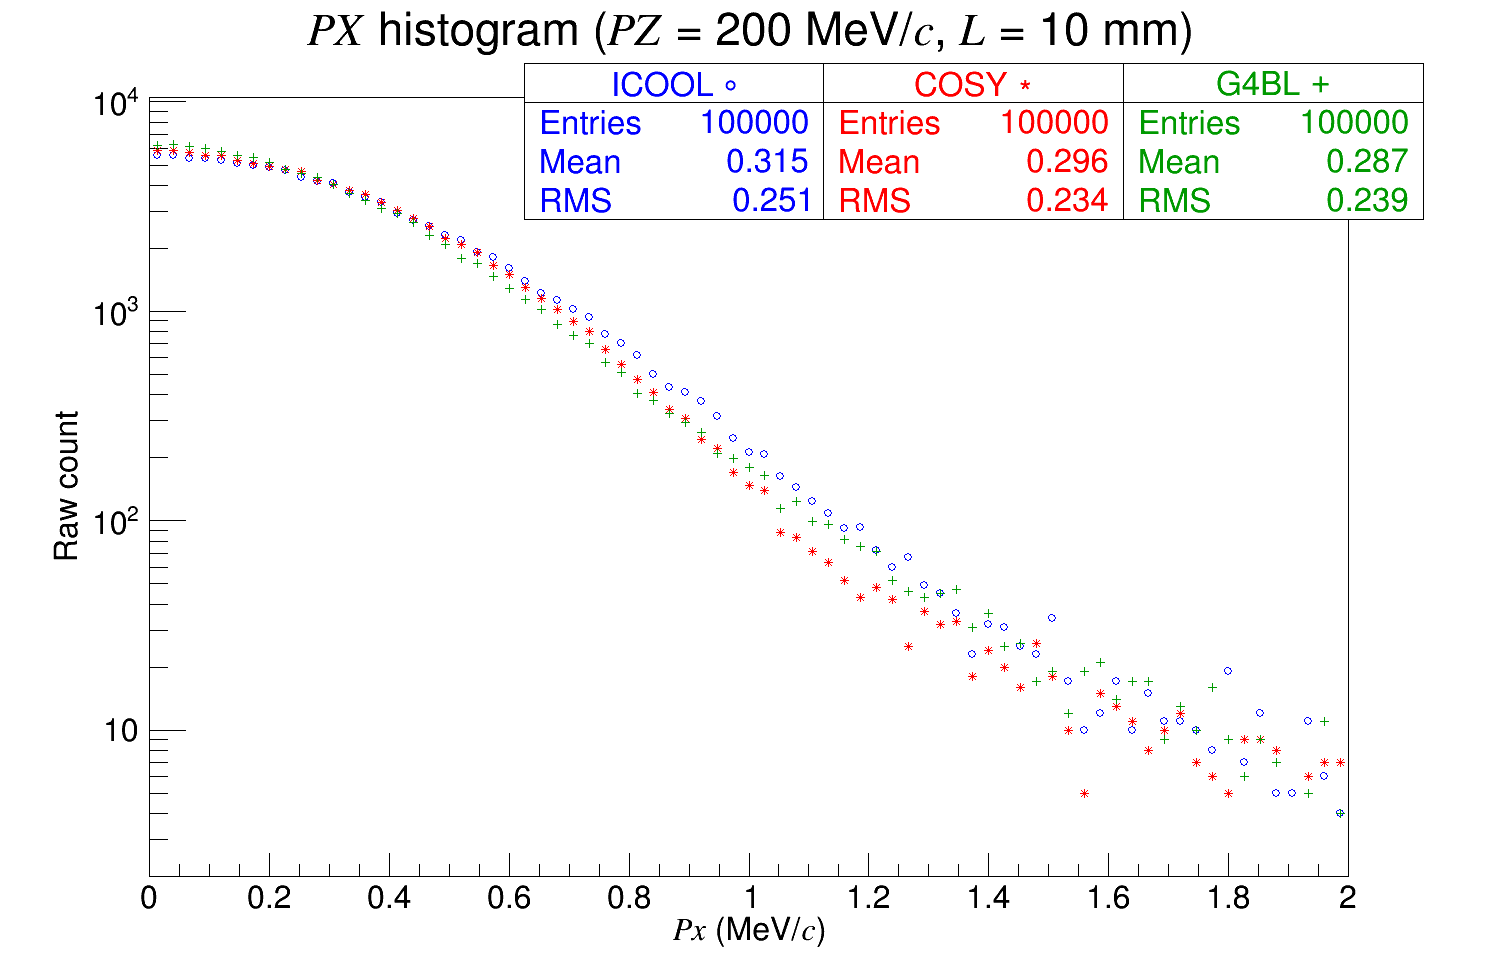 PX histogram (PZ = 200 MeV/c, L = 10 mm)
ICOOL COSY * G4BL +
Entries 100000 Entries 100000 Entries 100000
Mean 0.315 Mean 0.296 Mean 0.287
RMS 0.251 RMS 0.234 RMS 0.239
10⁴
10³
10²
10
Raw count
0 0.2 0.4 0.6 0.8 1 1.2 1.4 1.6 1.8 2
Px (MeV/c)